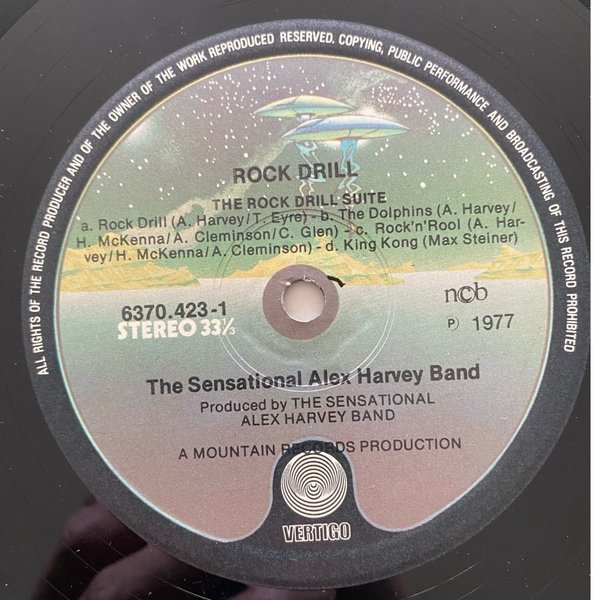 ALL RIGHTS OF THE RECORD PRODUCER AND OF THE OWNER OF THE WORK REPRODUCED RESERVED. COPYING, PUBLIC PERFORMANCE AND BROADCASTING OF THIS RECORD PROHIBITED
ROCK DRILL
THE ROCK DRILL SUITE
a. Rock Drill (A. Harvey/T. Eyre) - b. The Dolphins (A. Harvey/
H. McKenna/A. Cleminson/C. Glen) - c. Rock'n'Rool (A. Har-
vey/H. McKenna/A. Cleminson) - d. King Kong (Max Steiner)
6370.423-1
STEREO 33⅓
ncb
℗ 1977
The Sensational Alex Harvey Band
Produced by THE SENSATIONAL
ALEX HARVEY BAND
A MOUNTAIN RECORDS PRODUCTION
VERTIGO